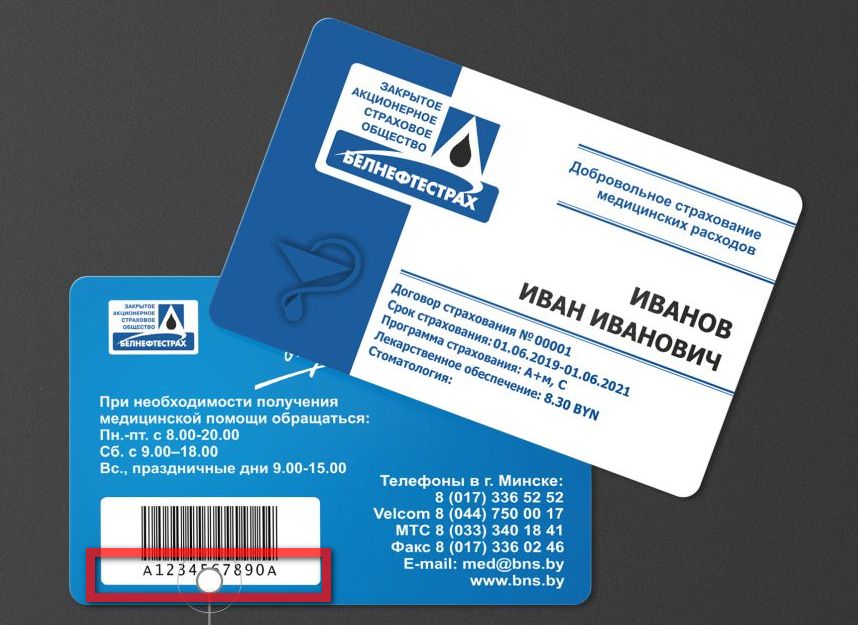 ЗАКРЫТОЕ
АКЦИОНЕРНОЕ
СТРАХОВОЕ
ОБЩЕСТВО
БЕЛНЕФТЕСТРАХ
Добровольное страхование
медицинских расходов
ИВАНОВ
ИВАН ИВАНОВИЧ
Договор страхования № 00001
Срок страхования: 01.06.2019-01.06.2021
Программа страхования: А+м, С
Лекарственное обеспечение: 8.30 BYN
Стоматология:
ЗАКРЫТОЕ
АКЦИОНЕРНОЕ
СТРАХОВОЕ
ОБЩЕСТВО
БЕЛНЕФТЕСТРАХ
При необходимости получения
медицинской помощи обращаться:
Пн.-пт. с 8.00-20.00
Сб. с 9.00–18.00
Вс., праздничные дни 9.00-15.00
A1234567890A
Телефоны в г. Минске:
8 (017) 336 52 52
Velcom 8 (044) 750 00 17
МТС 8 (033) 340 18 41
Факс 8 (017) 336 02 46
E-mail: med@bns.by
www.bns.by